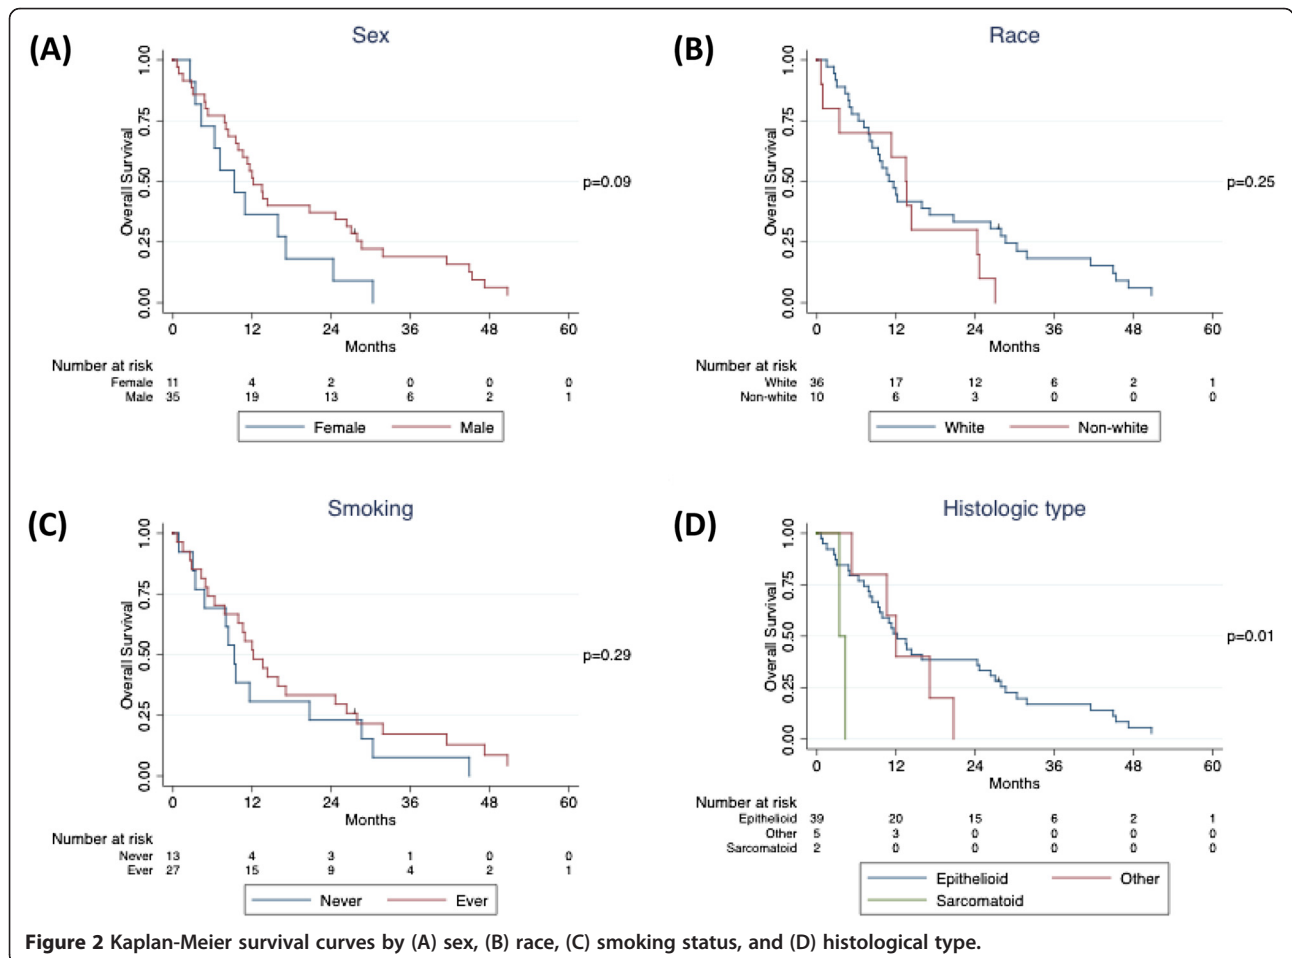 (A)
Sex
Overall Survival
1.00
0.75
0.50
0.25
0.00
p=0.09
0 12 24 36 48 60
Months
Number at risk
Female 11 4 2 0 0 0
Male 35 19 13 6 2 1
Female Male
(B)
Race
Overall Survival
1.00
0.75
0.50
0.25
0.00
p=0.25
0 12 24 36 48 60
Months
Number at risk
White 36 17 12 6 2 1
Non-white 10 6 3 0 0 0
White Non-white
(C)
Smoking
Overall Survival
1.00
0.75
0.50
0.25
0.00
p=0.29
0 12 24 36 48 60
Months
Number at risk
Never 13 4 3 1 0 0
Ever 27 15 9 4 2 1
Never Ever
(D)
Histologic type
Overall Survival
1.00
0.75
0.50
0.25
0.00
p=0.01
0 12 24 36 48 60
Months
Number at risk
Epithelioid 39 20 15 6 2 1
Other 5 3 0 0 0 0
Sarcomatoid 2 0 0 0 0 0
Epithelioid Other
Sarcomatoid
Figure 2 Kaplan-Meier survival curves by (A) sex, (B) race, (C) smoking status, and (D) histological type.